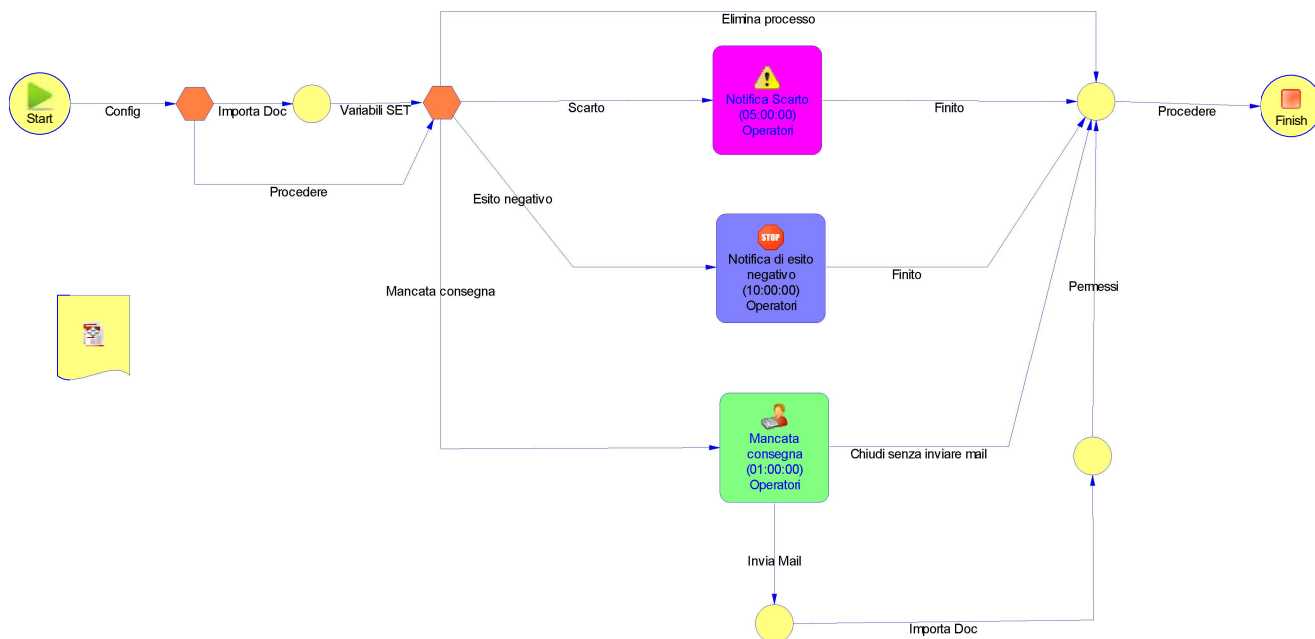 Elimina processo
Start
Config
Importa Doc
Variabili SET
Scarto
Notifica Scarto
(05:00:00)
Operatori
Finito
Procedere
Finish
Procedere
Esito negativo
STOP
Notifica di esito
negativo
(10:00:00)
Operatori
Finito
Permessi
Mancata consegna
Mancata
consegna
(01:00:00)
Operatori
Chiudi senza inviare mail
Invia Mail
Importa Doc